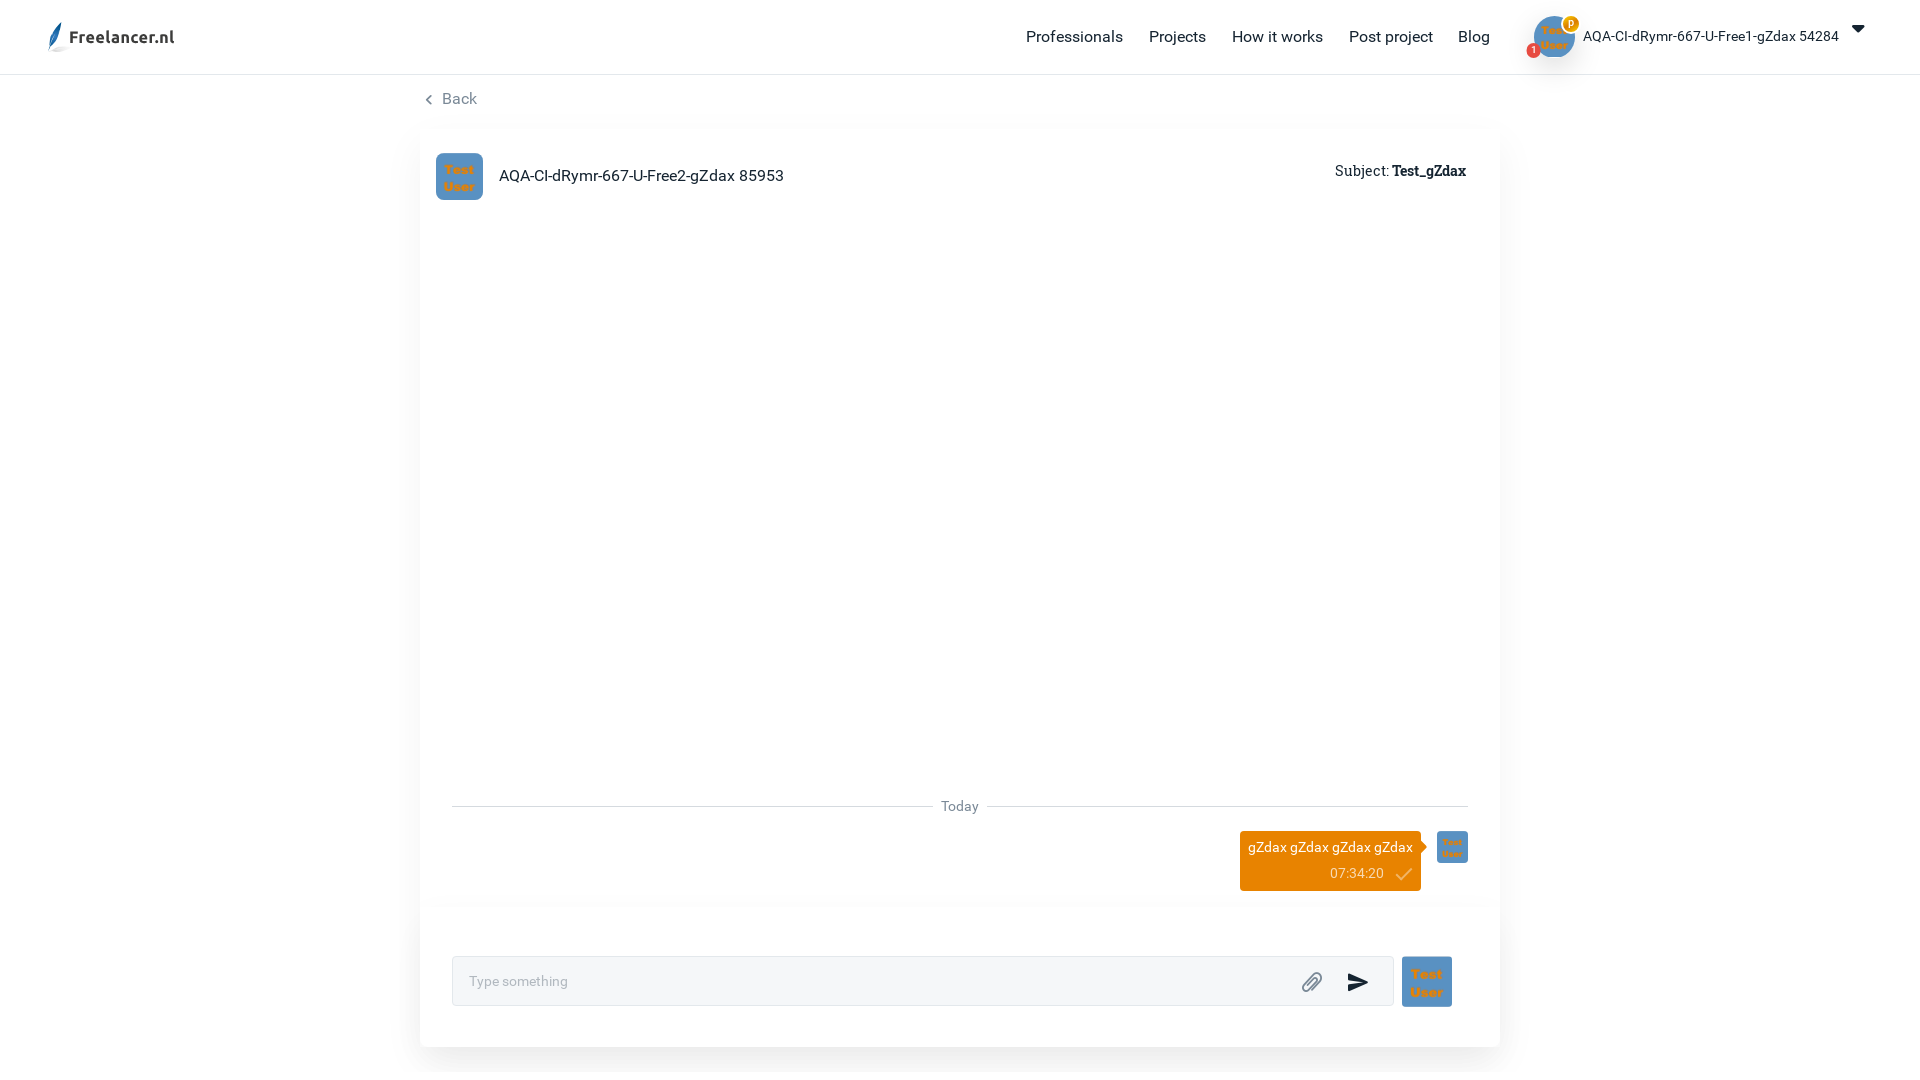 Freelancer.nl
Professionals
Projects
How it works
Post project
Blog
Test
User
p
1
AQA-CI-dRymr-667-U-Free1-gZdax 54284
Back
Test
User
AQA-CI-dRymr-667-U-Free2-gZdax 85953
Subject: Test_gZdax
Today
gZdax gZdax gZdax gZdax
07:34:20
Test
User
Type something
Test
User